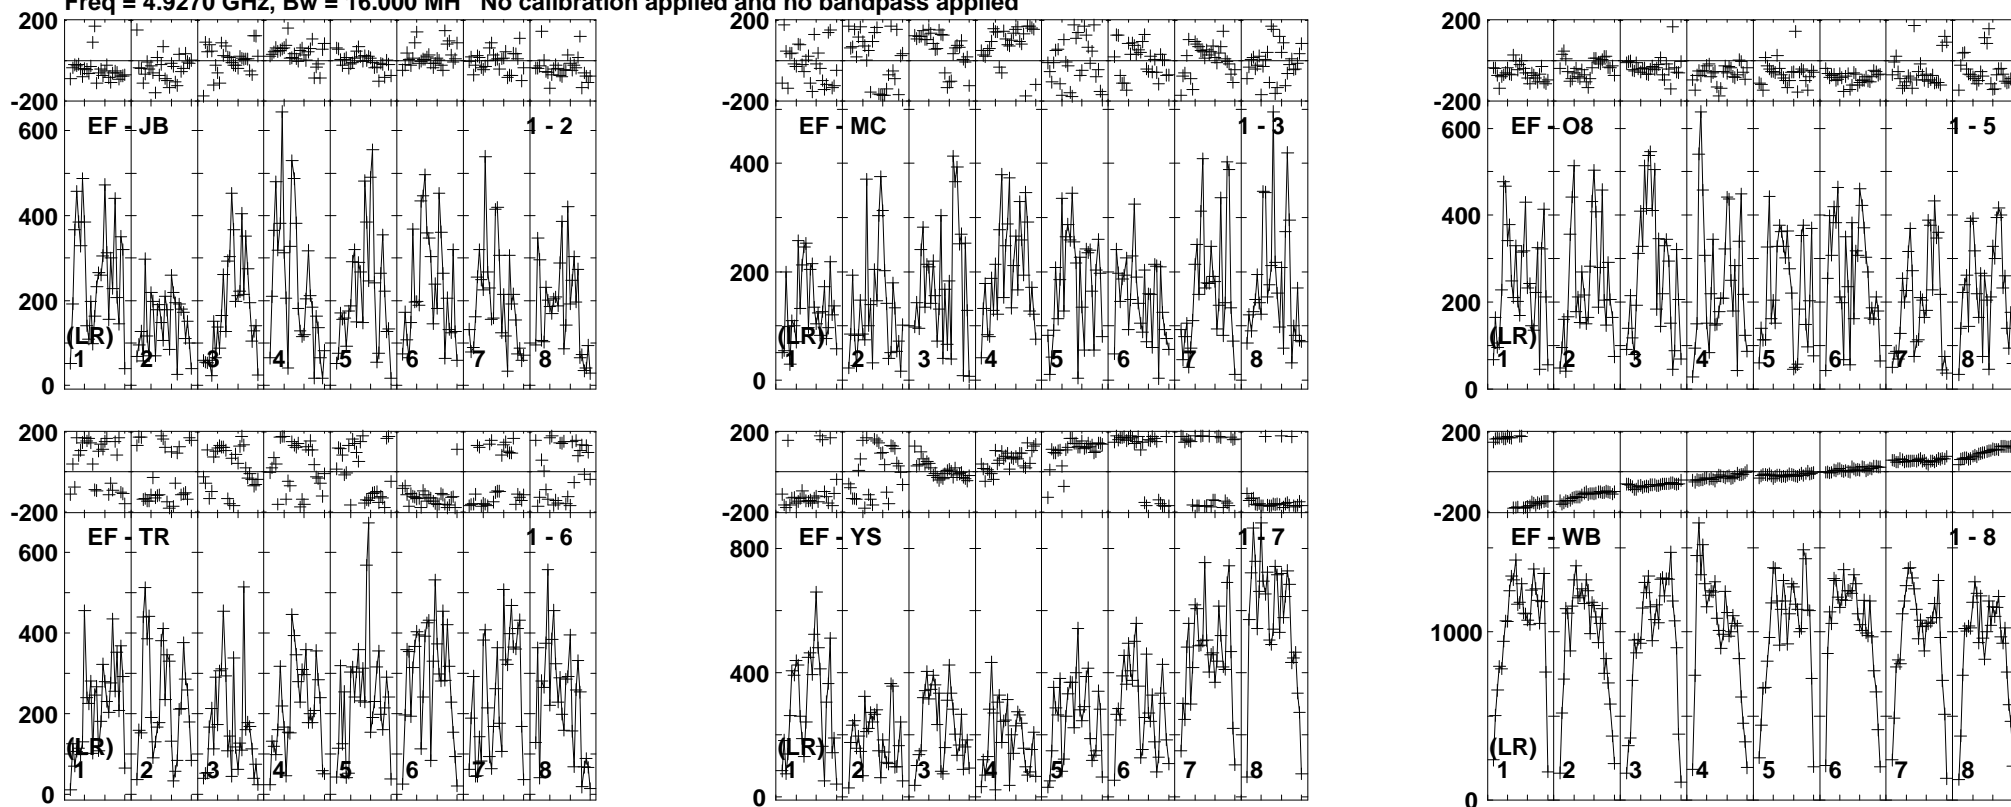 Freq = 4.9270 GHz, Bw = 16.000 MH No calibration applied and no bandpass applied
200
-200
EF - JB
1 - 2
600
400
200
0
(LR)
1 2 3 4 5 6 7 8
200
-200
EF - MC
1 - 3
400
200
0
(LR)
1 2 3 4 5 6 7 8
200
-200
EF - O8
1 - 5
600
400
200
0
(LR)
1 2 3 4 5 6 7 8
200
-200
EF - TR
1 - 6
600
400
200
0
(LR)
1 2 3 4 5 6 7 8
200
-200
EF - YS
1 - 7
800
400
0
(LR)
1 2 3 4 5 6 7 8
200
-200
EF - WB
1 - 8
1000
0
(LR)
1 2 3 4 5 6 7 8